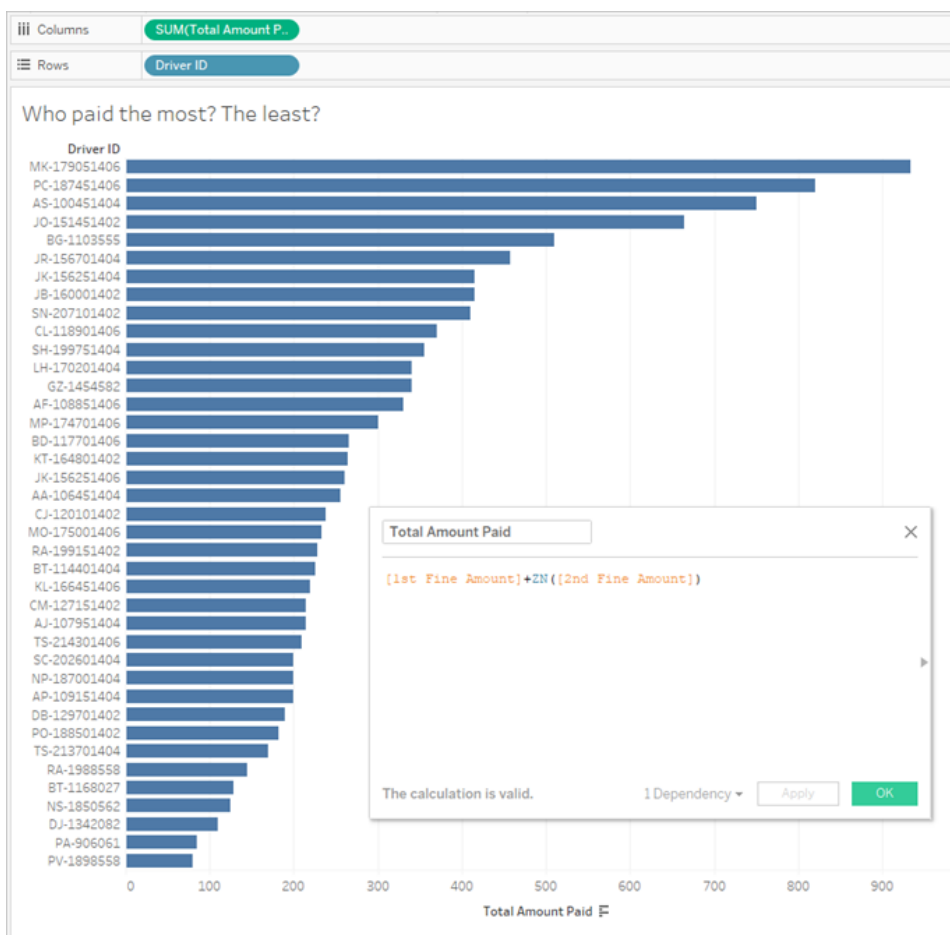 Columns SUM(Total Amount P..
Rows Driver ID
Who paid the most? The least?
Driver ID
MK-179051406
PC-187451406
AS-100451404
JO-151451402
BG-1103555
JR-156701404
JK-156251404
JB-160001402
SN-207101402
CL-118901406
SH-199751404
LH-170201404
GZ-1454582
AF-108851406
MP-174701406
BD-117701406
KT-164801402
JK-156251406
AA-106451404
CJ-120101402
MO-175001406
RA-199151402
BT-114401404
KL-166451406
CM-127151402
AJ-107951404
TS-214301406
SC-202601404
NP-187001404
AP-109151404
DB-129701402
PO-188501402
TS-213701404
RA-1988558
BT-1168027
NS-1850562
DJ-1342082
PA-906061
PV-1898558
Total Amount Paid
[1st Fine Amount]+ZN([2nd Fine Amount])
The calculation is valid. 1 Dependency Apply OK
0 100 200 300 400 500 600 700 800 900
Total Amount Paid